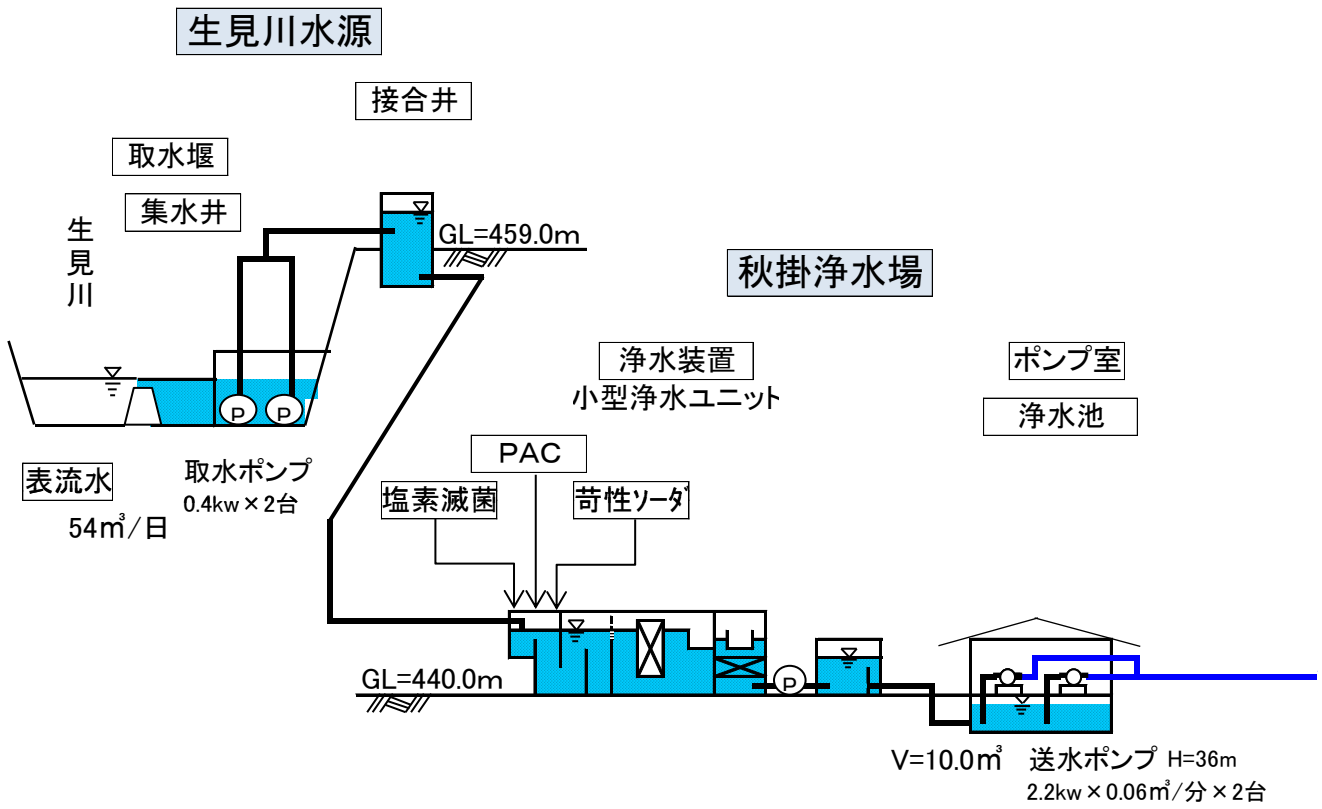 生見川水源
接合井
取水堰
集水井
生見川
GL=459.0m
秋掛浄水場
浄水装置
小型浄水ユニット
ポンプ室
浄水池
表流水
54㎥/日
取水ポンプ
0.4kw×2台
PAC
塩素滅菌
苛性ソーダ
P
P
GL=440.0m
P
V=10.0㎥
送水ポンプ H=36m
2.2kw×0.06㎥/分×2台